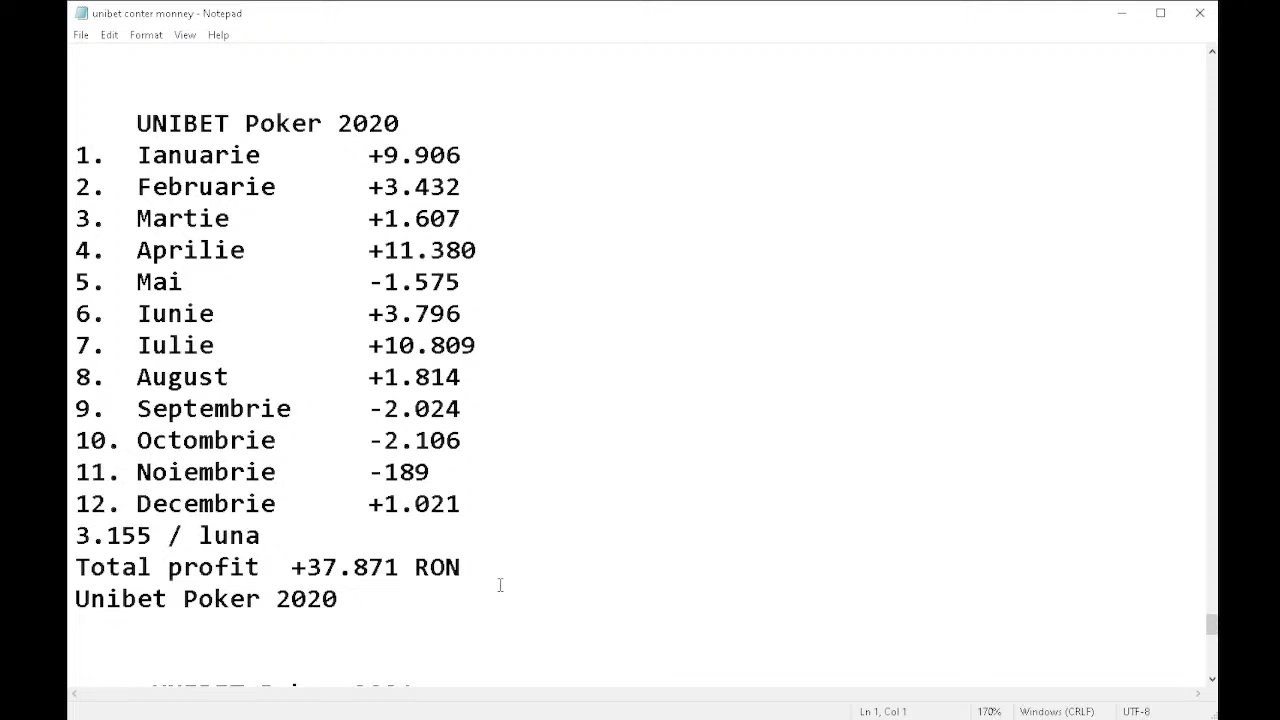 unibet conter monney - Notepad
File Edit Format View Help
UNIBET Poker 2020
1. Ianuarie +9.906
2. Februarie +3.432
3. Martie +1.607
4. Aprilie +11.380
5. Mai -1.575
6. Iunie +3.796
7. Iulie +10.809
8. August +1.814
9. Septembrie -2.024
10. Octombrie -2.106
11. Noiembrie -189
12. Decembrie +1.021
3.155 / luna
Total profit +37.871 RON
Unibet Poker 2020
Ln 1, Col 1 170% Windows (CRLF) UTF-8